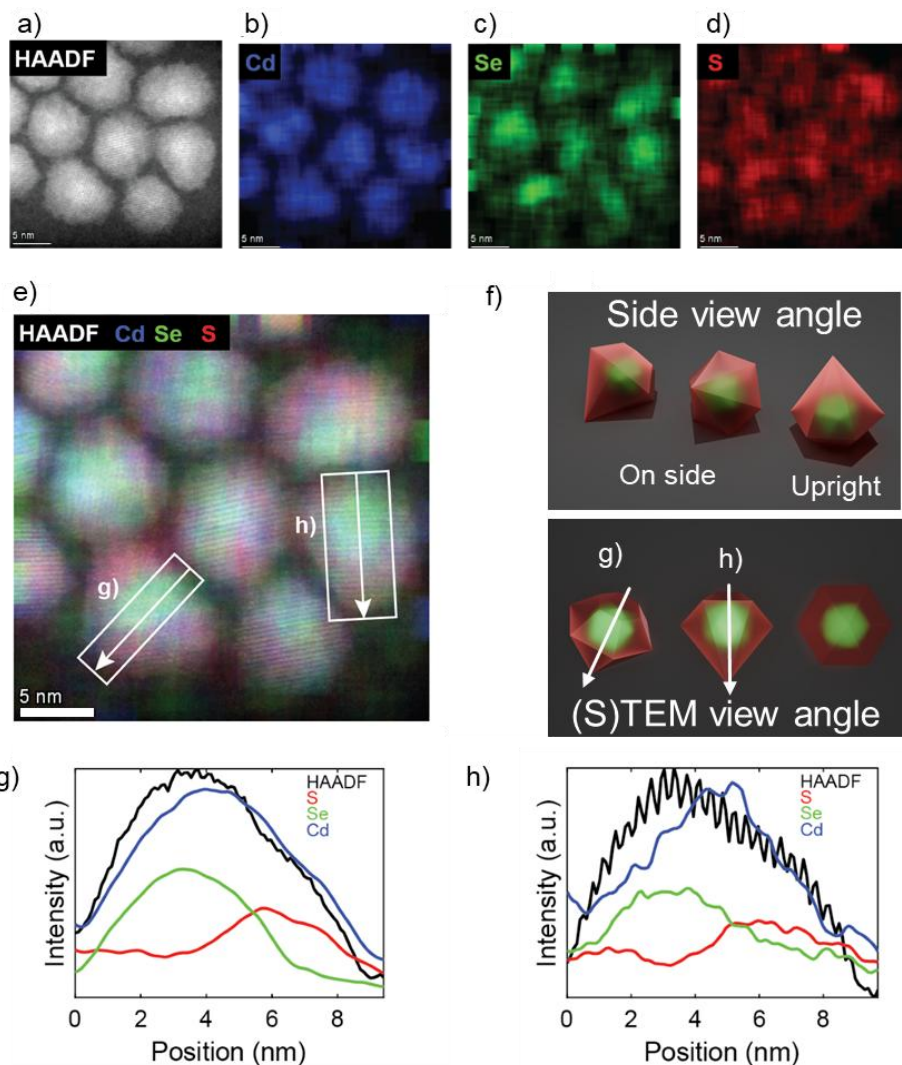 a)
b)
c)
d)
HAADF
Cd
Se
S
5 nm
5 nm
5 nm
5 nm
e)
f)
HAADF Cd Se S
g)
h)
5 nm
Side view angle
On side
Upright
g)
h)
(S)TEM view angle
g)
Intensity (a.u.)
HAADF
S
Se
Cd
0 2 4 6 8
Position (nm)
h)
Intensity (a.u.)
HAADF
S
Se
Cd
0 2 4 6 8
Position (nm)